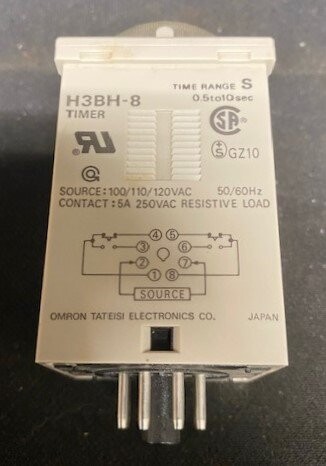 TIME RANGE S
H3BH-8
0.5to10sec
TIMER
GZ10
SOURCE:100/110/120VAC 50/60Hz
CONTACT:5A 250VAC RESISTIVE LOAD
4 5
3 6
2 7
1 8
SOURCE
OMRON TATEISI ELECTRONICS CO. JAPAN